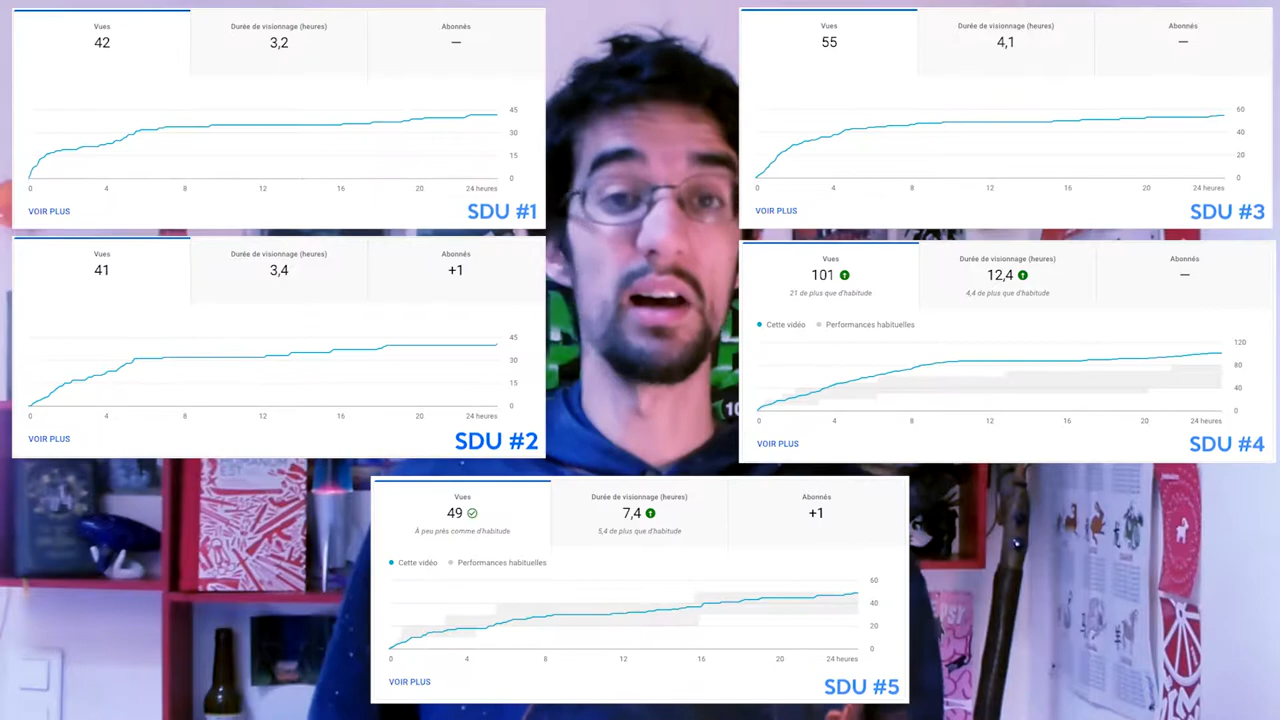 Vues
Durée de visionnage (heures)
Abonnés
42
3,2
—
45
30
15
0
0 4 8 12 16 20 24 heures
VOIR PLUS
SDU #1
Vues
Durée de visionnage (heures)
Abonnés
55
4,1
—
60
40
20
0
0 4 8 12 16 20 24 heures
VOIR PLUS
SDU #3
Vues
Durée de visionnage (heures)
Abonnés
41
3,4
+1
45
30
15
0
0 4 8 12 16 20 24 heures
VOIR PLUS
SDU #2
Vues
Durée de visionnage (heures)
Abonnés
101
12,4
—
21 de plus que d'habitude
4,4 de plus que d'habitude
Cette vidéo
Performances habituelles
120
80
40
0
0 4 8 12 16 20 24 heures
VOIR PLUS
SDU #4
10
Vues
Durée de visionnage (heures)
Abonnés
49
7,4
+1
À peu près comme d'habitude
5,4 de plus que d'habitude
Cette vidéo
Performances habituelles
60
40
20
0
0 4 8 12 16 20 24 heures
VOIR PLUS
SDU #5